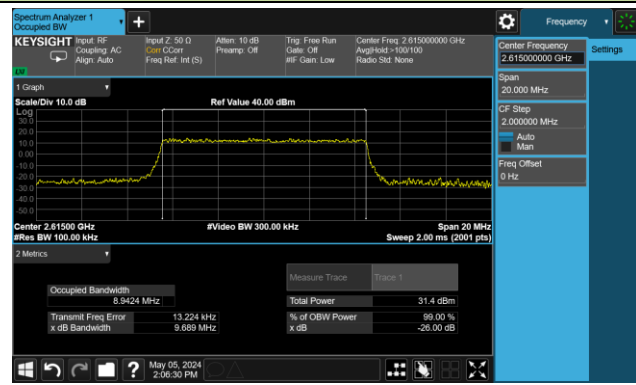 Spectrum Analyzer 1
Occupied BW
Frequency
KEYSIGHT
Input: RF
Coupling: AC
Align: Auto
Input Z: 50 Ω
Corr CCorr
Freq Ref: Int (S)
Atten: 10 dB
Preamp: Off
Trig: Free Run
Gate: Off
#IF Gain: Low
Center Freq: 2.615000000 GHz
Avg|Hold:>100/100
Radio Std: None
Center Frequency
2.615000000 GHz
Settings
Span
20.000 MHz
CF Step
2.000000 MHz
Auto
Man
Freq Offset
0 Hz
1 Graph
Scale/Div 10.0 dB
Ref Value 40.00 dBm
Log
30.0
20.0
10.0
0.00
-10.0
-20.0
-30.0
-40.0
-50.0
Center 2.61500 GHz
#Video BW 300.00 kHz
Span 20 MHz
#Res BW 100.00 kHz
Sweep 2.00 ms (2001 pts)
2 Metrics
Measure Trace
Trace 1
Occupied Bandwidth
8.9424 MHz
Total Power
31.4 dBm
Transmit Freq Error
13.224 kHz
% of OBW Power
99.00 %
x dB Bandwidth
9.689 MHz
x dB
-26.00 dB
?
May 05, 2024
2:06:30 PM